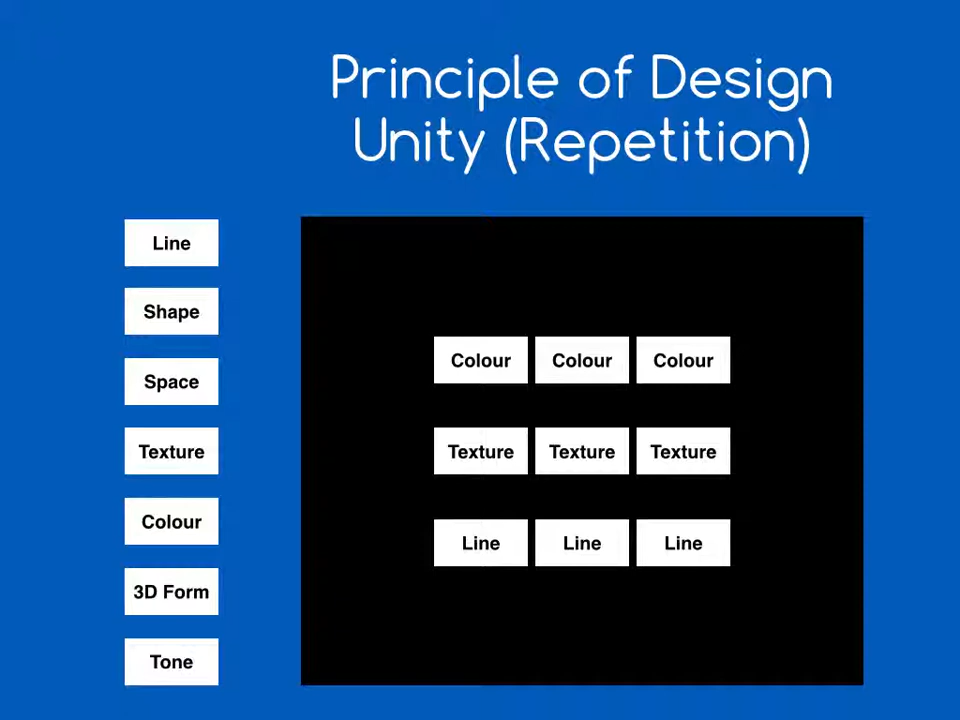 Principle of Design
Unity (Repetition)
Line
Shape
Space
Texture
Colour
3D Form
Tone
Colour Colour Colour
Texture Texture Texture
Line Line Line